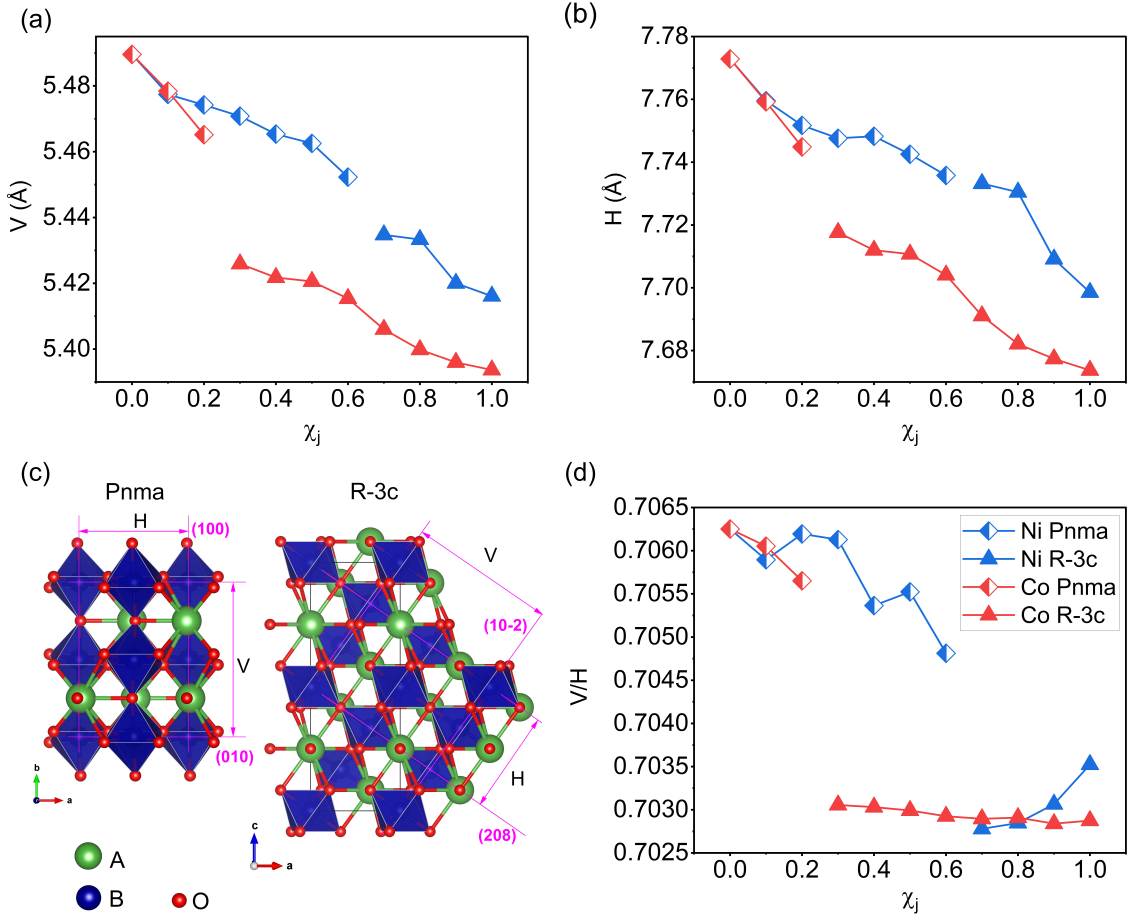 (a)
V (Å)
5.48
5.46
5.44
5.42
5.40
0.0 0.2 0.4 0.6 0.8 1.0
χj
(b)
H (Å)
7.78
7.76
7.74
7.72
7.70
7.68
0.0 0.2 0.4 0.6 0.8 1.0
χj
(c)
Pnma
H
(100)
V
(010)
b
a
R-3c
V
(10-2)
H
(208)
c
a
A
B
O
(d)
V/H
0.7065
0.7060
0.7055
0.7050
0.7045
0.7040
0.7035
0.7030
0.7025
Ni Pnma
Ni R-3c
Co Pnma
Co R-3c
0.0 0.2 0.4 0.6 0.8 1.0
χj